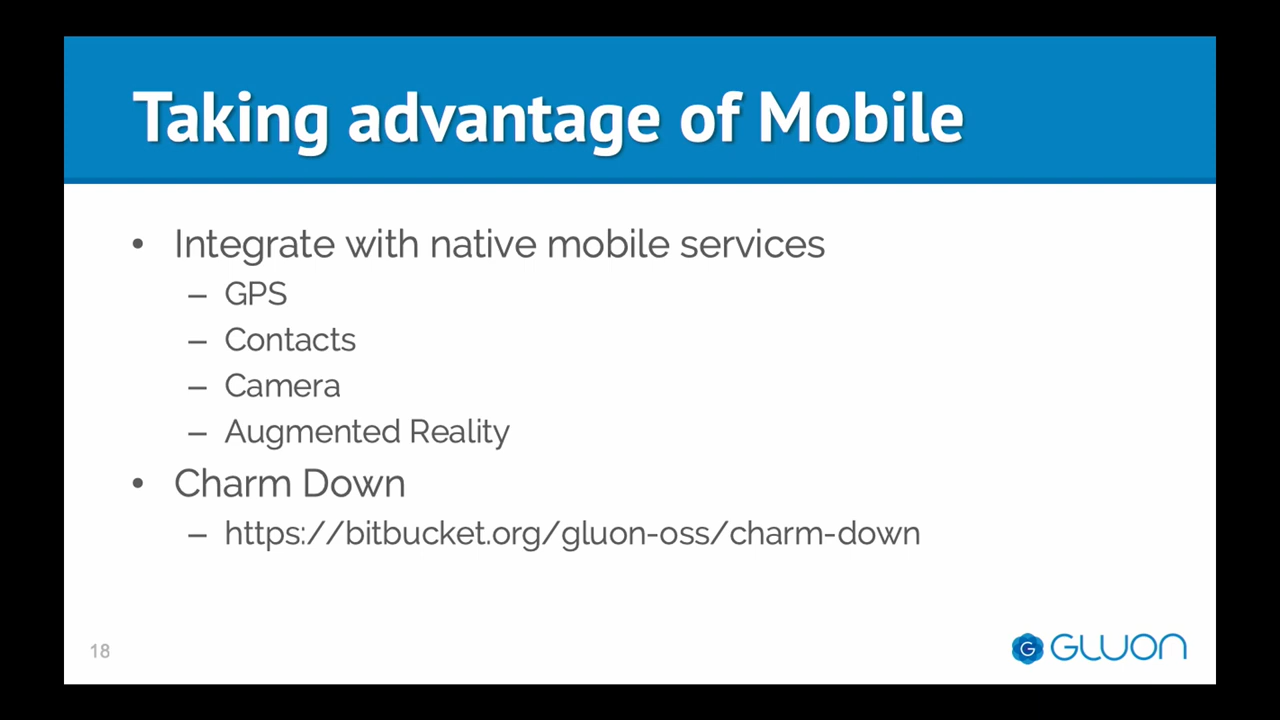 Taking advantage of Mobile
• Integrate with native mobile services
– GPS
– Contacts
– Camera
– Augmented Reality
• Charm Down
– https://bitbucket.org/gluon-oss/charm-down
18
G GLUON